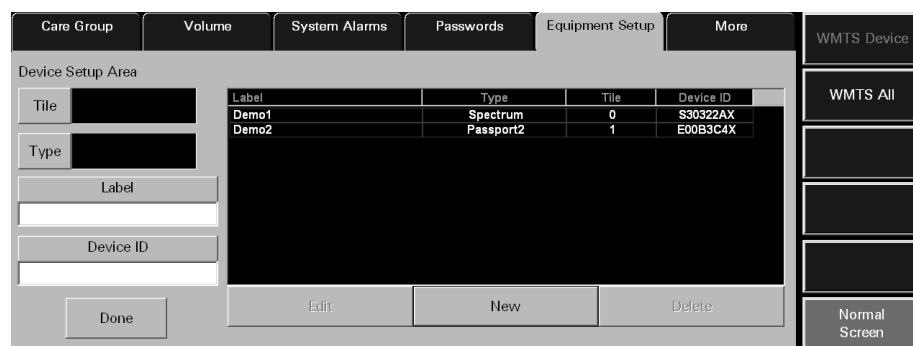 Care Group Volume System Alarms Passwords Equipment Setup More
WMTS Device
Device Setup Area
WMTS All
Tile
Type
Label
Device ID
Done
Label Type Tile Device ID
Demo1 Spectrum 0 S30322AX
Demo2 Passport2 1 E00B3C4X
Edit New Delete
Normal
Screen